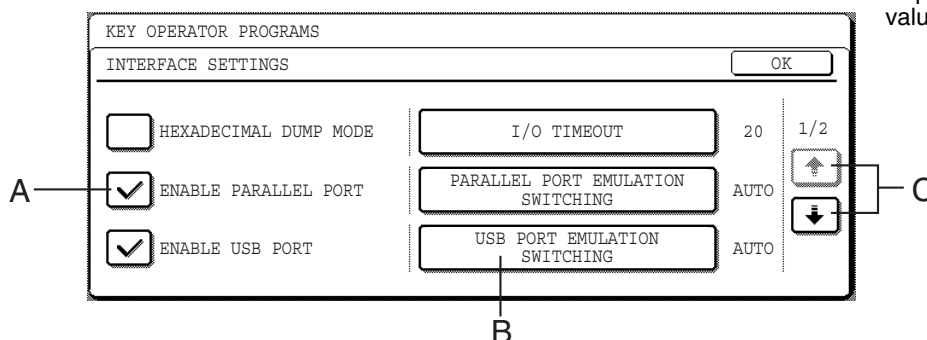 valu
KEY OPERATOR PROGRAMS
INTERFACE SETTINGS
OK
HEXADECIMAL DUMP MODE
I/O TIMEOUT
20
1/2
A
ENABLE PARALLEL PORT
PARALLEL PORT EMULATION
SWITCHING
AUTO
C
ENABLE USB PORT
USB PORT EMULATION
SWITCHING
AUTO
B